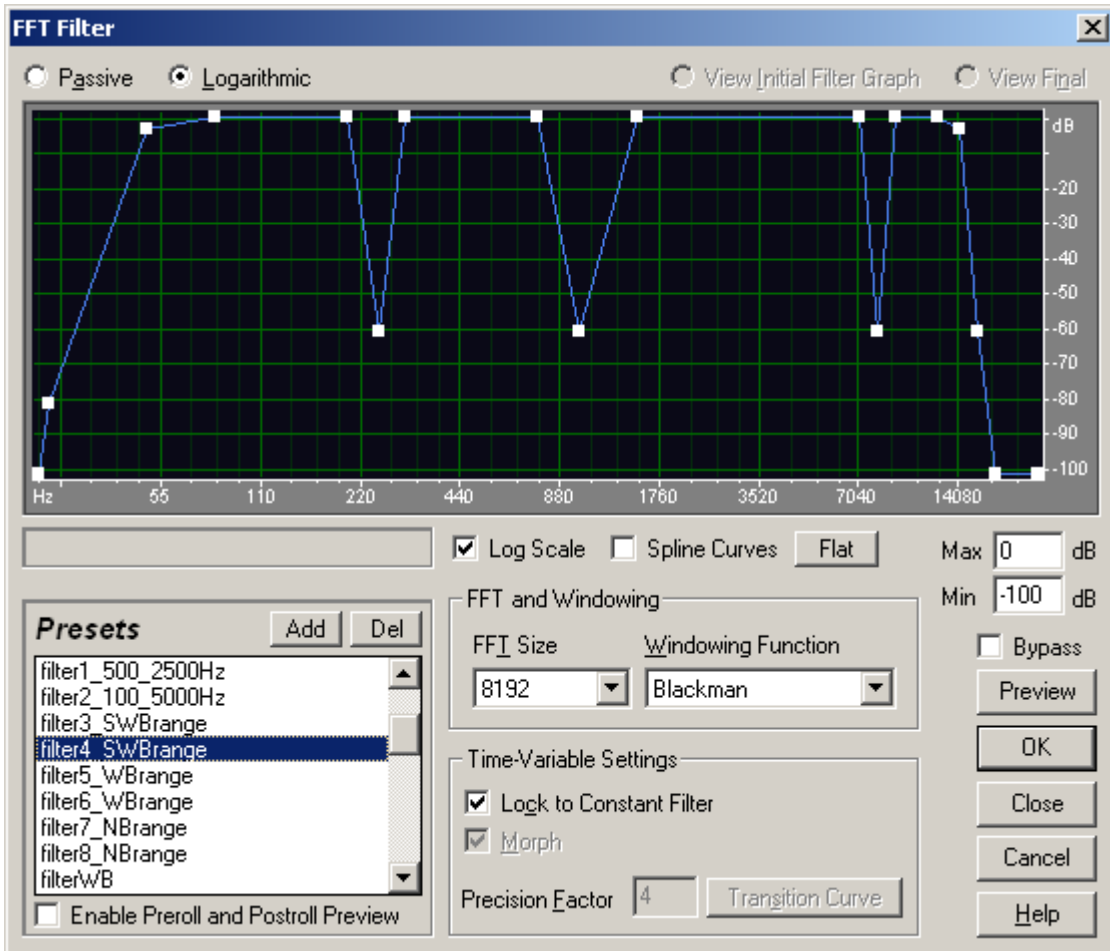 FFT Filter
Passive Logarithmic View Initial Filter Graph View Final
dB
-20
-30
-40
-50
-60
-70
-80
-90
-100
Hz 55 110 220 440 880 1760 3520 7040 14080
Log Scale Spline Curves Flat Max 0 dB
Min -100 dB
Presets Add Del
filter1_500_2500Hz
filter2_100_5000Hz
filter3_SWBrange
filter4_SWBrange
filter5_WBrange
filter6_WBrange
filter7_NBrange
filter8_NBrange
filterWB
Enable Preroll and Postroll Preview
FFT and Windowing
FFT Size Windowing Function
8192 Blackman
Time-Variable Settings
Lock to Constant Filter
Morph
Precision Factor 4 Transition Curve
Bypass
Preview
OK
Close
Cancel
Help